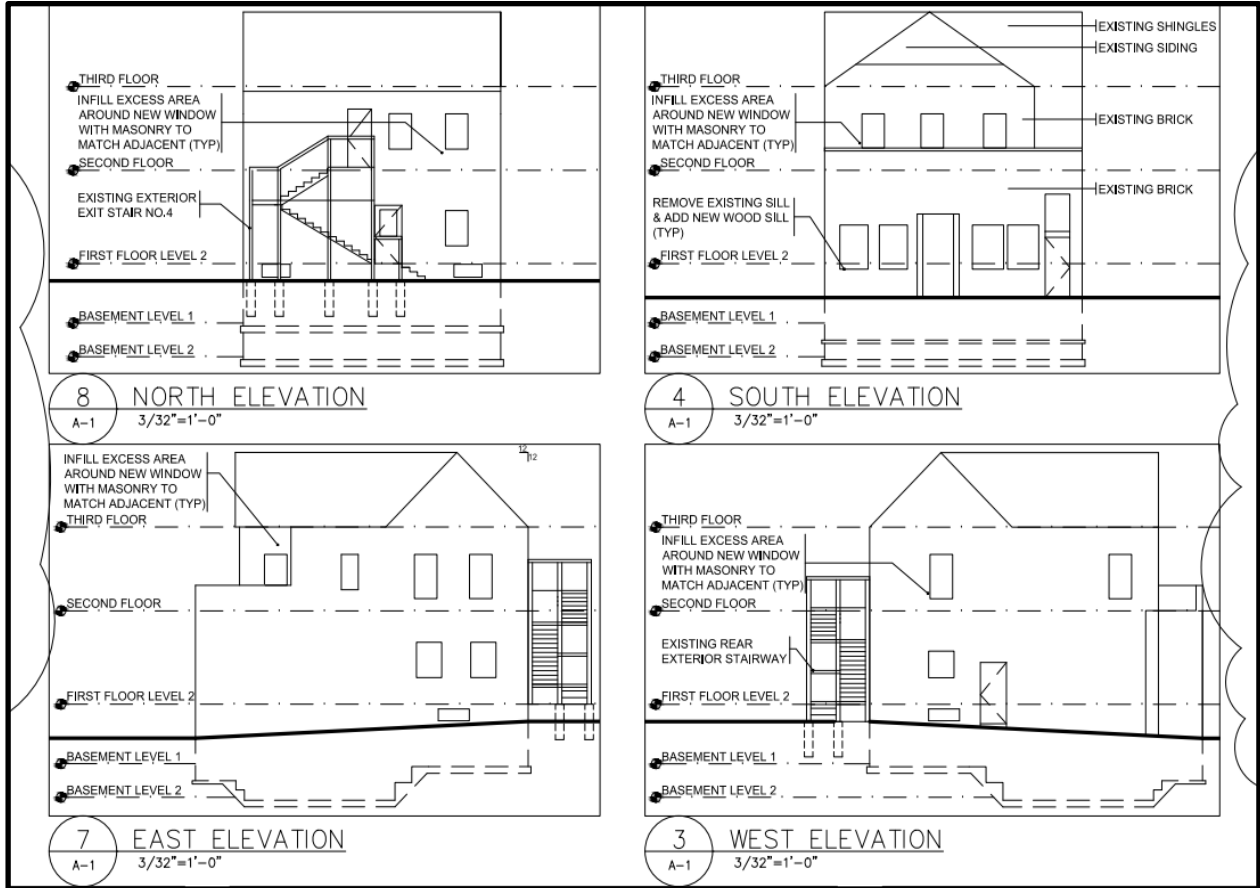 THIRD FLOOR
INFILL EXCESS AREA
AROUND NEW WINDOW
WITH MASONRY TO
MATCH ADJACENT (TYP)
SECOND FLOOR
EXISTING EXTERIOR
EXIT STAIR NO.4
FIRST FLOOR LEVEL 2
BASEMENT LEVEL 1
BASEMENT LEVEL 2
8
A-1
NORTH ELEVATION
3/32"=1'-0"
EXISTING SHINGLES
EXISTING SIDING
THIRD FLOOR
INFILL EXCESS AREA
AROUND NEW WINDOW
WITH MASONRY TO
MATCH ADJACENT (TYP)
EXISTING BRICK
SECOND FLOOR
EXISTING BRICK
REMOVE EXISTING SILL
& ADD NEW WOOD SILL
(TYP)
FIRST FLOOR LEVEL 2
BASEMENT LEVEL 1
BASEMENT LEVEL 2
4
A-1
SOUTH ELEVATION
3/32"=1'-0"
INFILL EXCESS AREA
AROUND NEW WINDOW
WITH MASONRY TO
MATCH ADJACENT (TYP)
12
12
THIRD FLOOR
SECOND FLOOR
FIRST FLOOR LEVEL 2
BASEMENT LEVEL 1
BASEMENT LEVEL 2
7
A-1
EAST ELEVATION
3/32"=1'-0"
THIRD FLOOR
INFILL EXCESS AREA
AROUND NEW WINDOW
WITH MASONRY TO
MATCH ADJACENT (TYP)
SECOND FLOOR
EXISTING REAR
EXTERIOR STAIRWAY
FIRST FLOOR LEVEL 2
BASEMENT LEVEL 1
BASEMENT LEVEL 2
3
A-1
WEST ELEVATION
3/32"=1'-0"